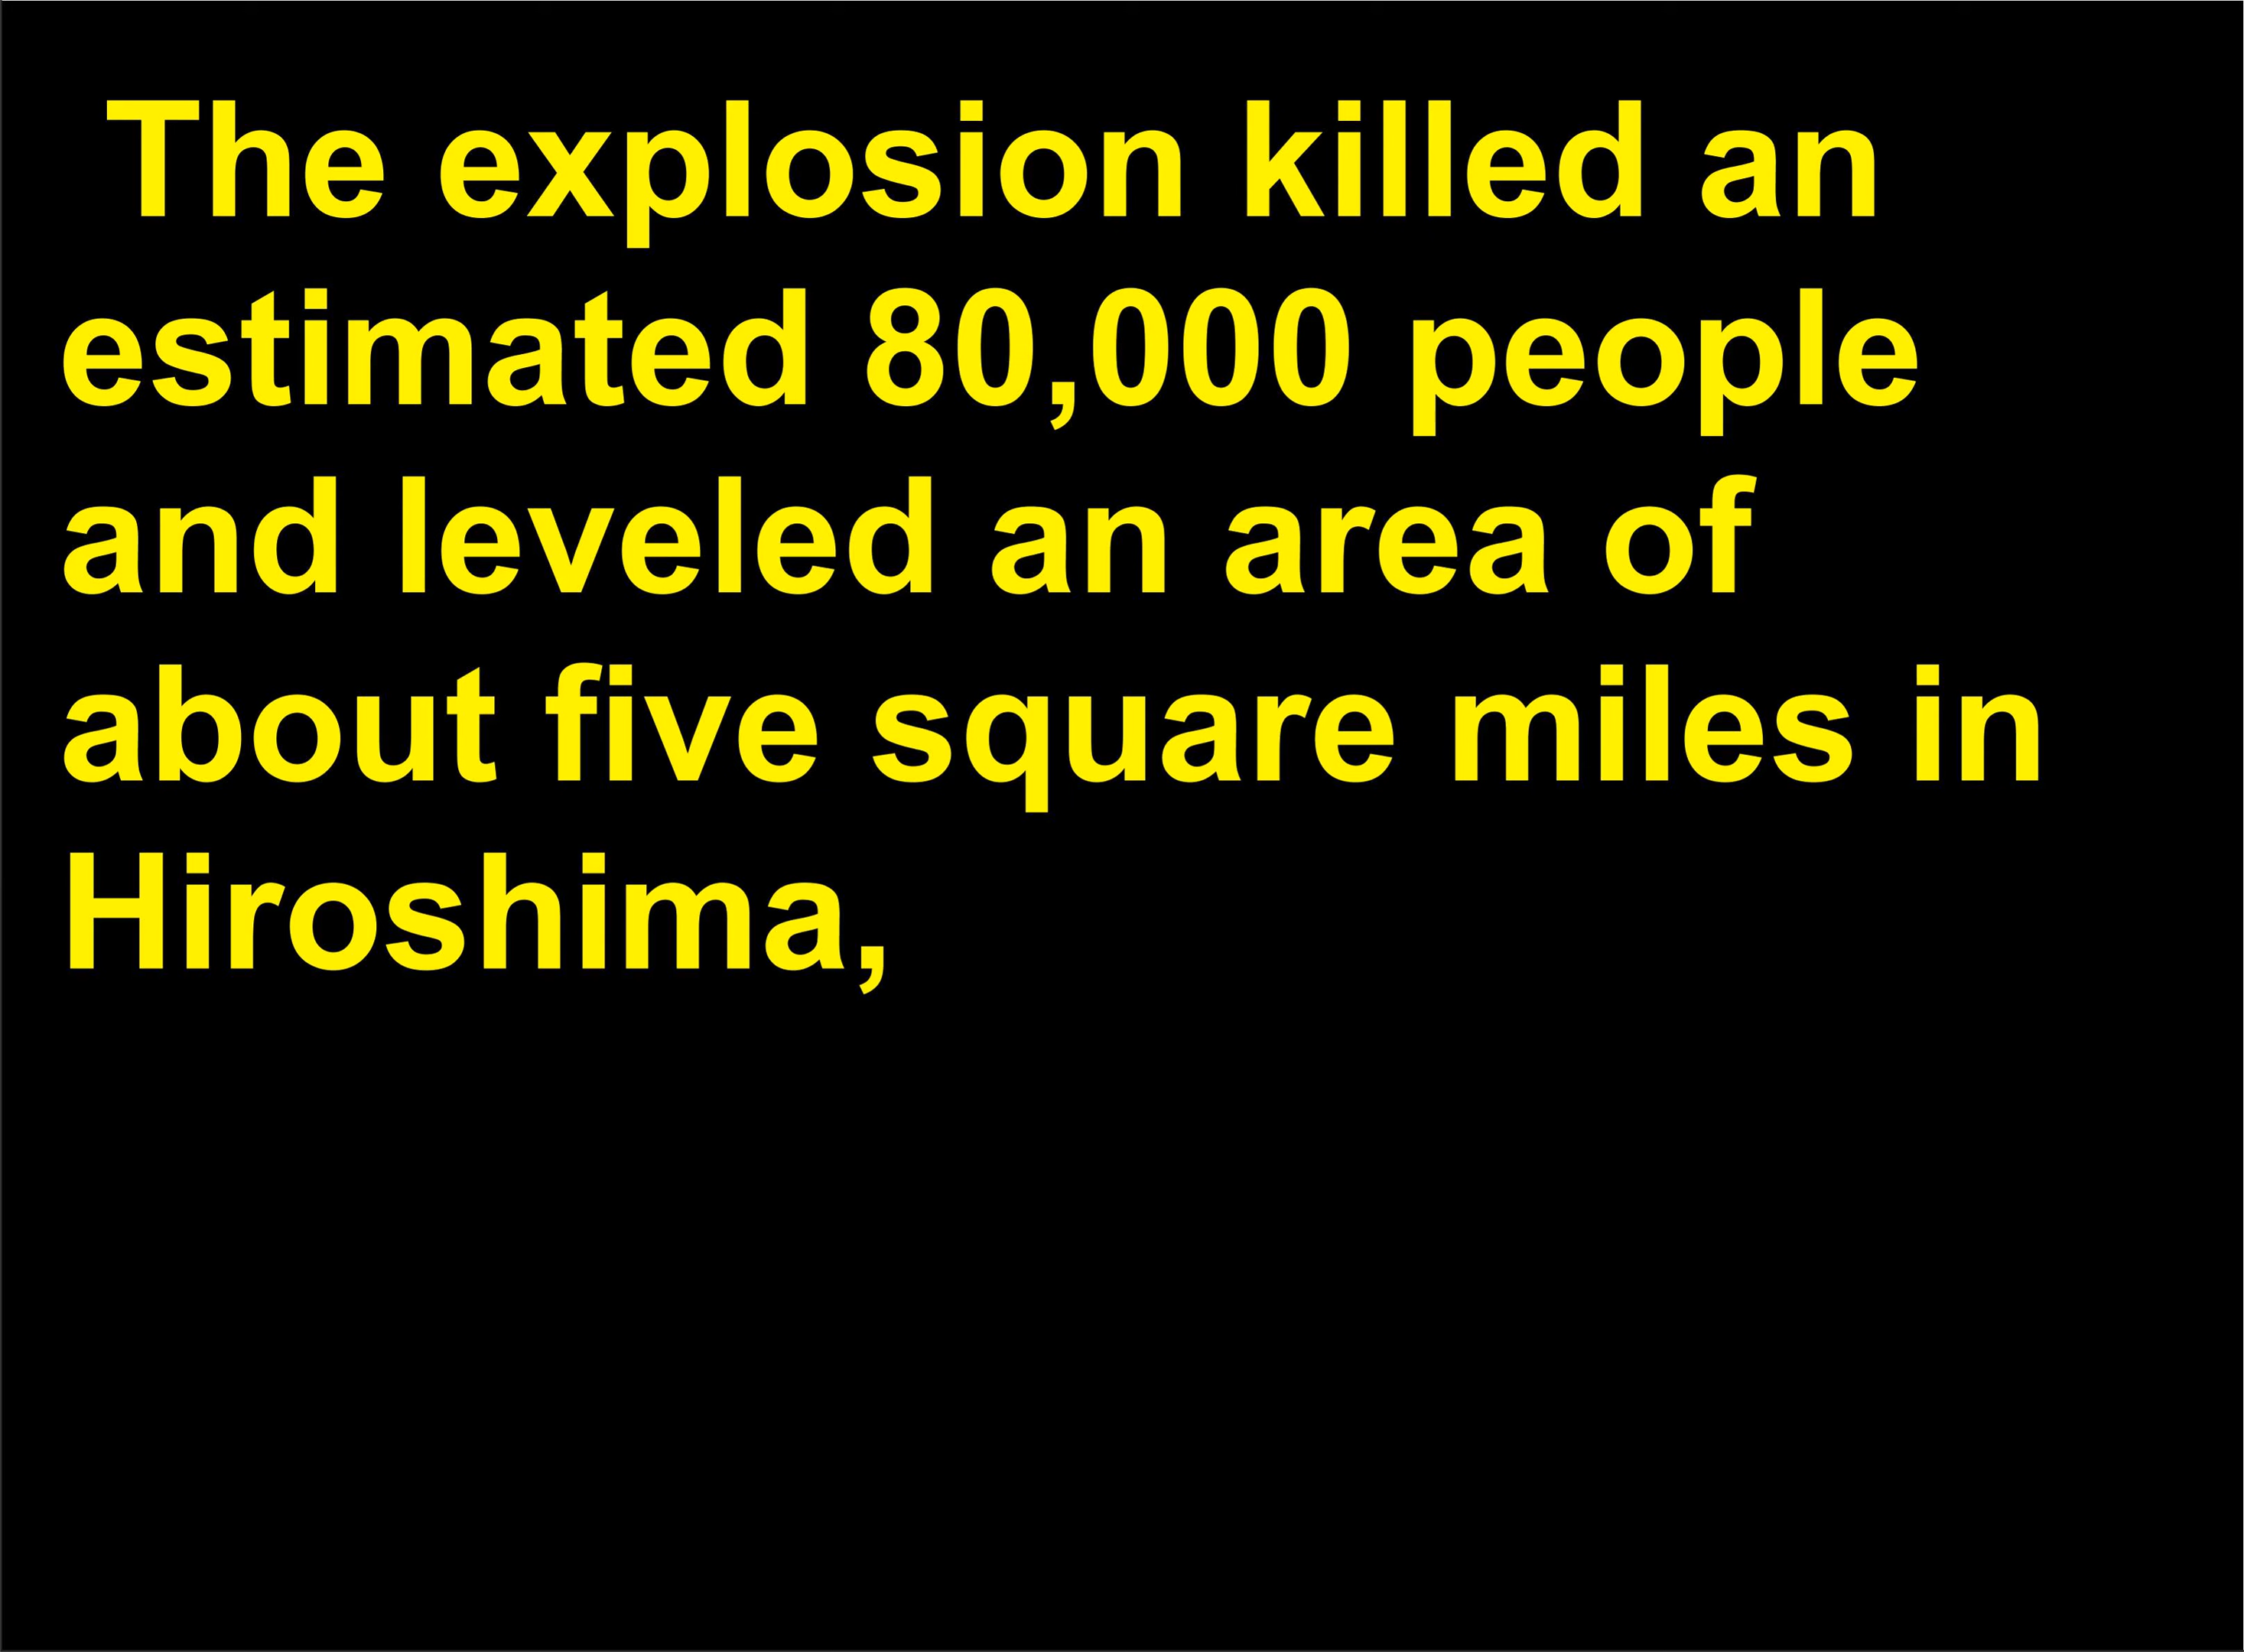 The explosion killed an
estimated 80,000 people
and leveled an area of
about five square miles in
Hiroshima,